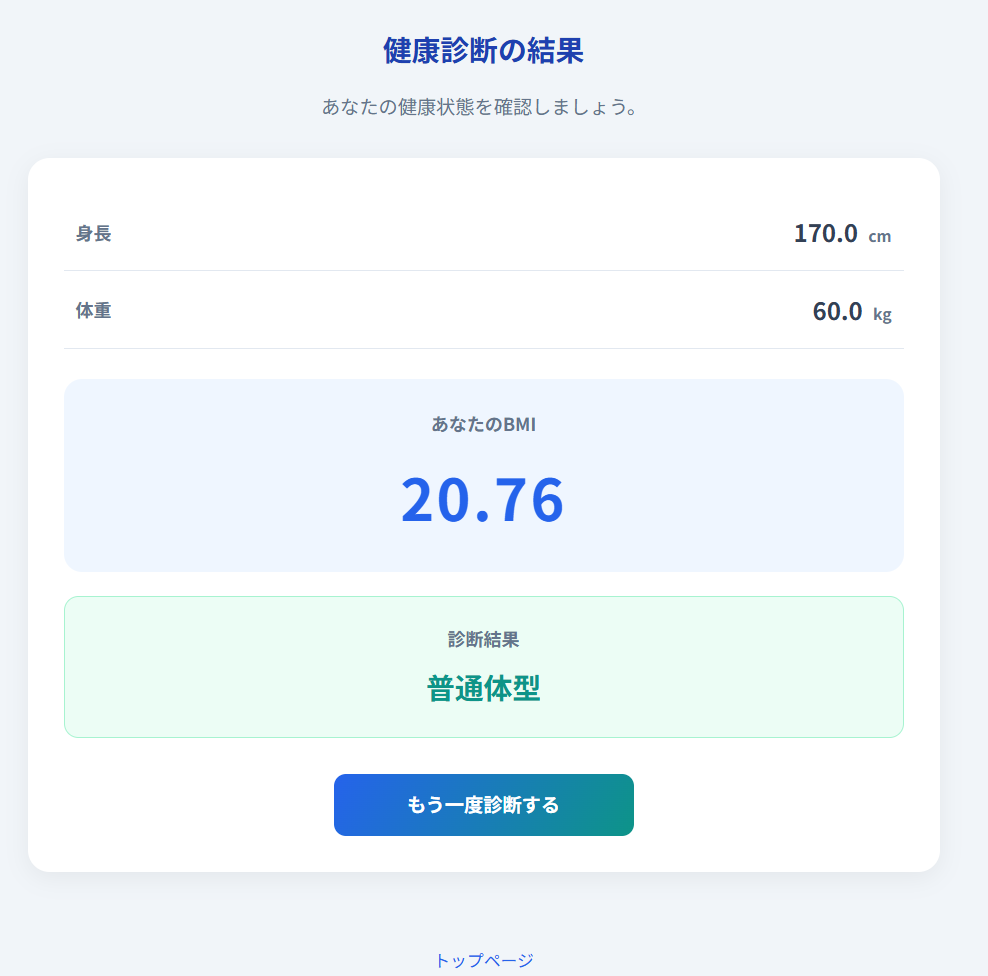 健康診断の結果
あなたの健康状態を確認しましょう。
身長 170.0 cm
体重 60.0 kg
あなたのBMI
20.76
診断結果
普通体型
もう一度診断する
トップページ